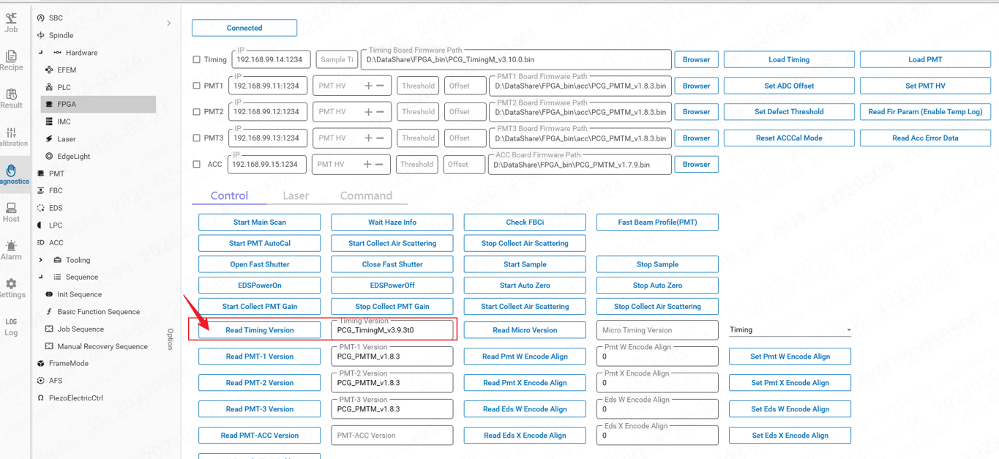 Job
Recipe
Result
alibration
agnostics
Host
Alarm
ettings
LOG
Log
SBC
Spindle
Hardware
EFEM
PLC
FPGA
IMC
Laser
EdgeLight
PMT
FBC
EDS
LPC
ACC
Tooling
Sequence
Init Sequence
Basic Function Sequence
Job Sequence
Manual Recovery Sequence
FrameMode
AFS
PiezoElectricCtrl
Option
Connected
IP Timing Board Firmware Path
Timing 192.168.99.14:1234 Sample Ti D:\DataShare\FPGA_bin\PCG_TimingM_v3.10.0.bin Browser Load Timing Load PMT
IP PMT1 Board Firmware Path
PMT1 192.168.99.11:1234 PMT HV + − Threshold Offset D:\DataShare\FPGA_bin\acc\PCG_PMTM_v1.8.3.bin Browser Set ADC Offset Set PMT HV
IP PMT2 Board Firmware Path
PMT2 192.168.99.12:1234 PMT HV + − Threshold Offset D:\DataShare\FPGA_bin\acc\PCG_PMTM_v1.8.3.bin Browser Set Defect Threshold Read Fir Param (Enable Temp Log)
IP PMT3 Board Firmware Path
PMT3 192.168.99.13:1234 PMT HV + − Threshold Offset D:\DataShare\FPGA_bin\acc\PCG_PMTM_v1.8.3.bin Browser Reset ACCCal Mode Read Acc Error Data
IP ACC Board Firmware Path
ACC 192.168.99.15:1234 PMT HV + − Threshold Offset D:\DataShare\FPGA_bin\PCG_PMTM_v1.7.9.bin Browser
Control Laser Command
Start Main Scan Wait Haze Info Check FBCi Fast Beam Profile(PMT)
Start PMT AutoCal Start Collect Air Scattering Stop Collect Air Scattering
Open Fast Shutter Close Fast Shutter Start Sample Stop Sample
EDSPowerOn EDSPowerOff Start Auto Zero Stop Auto Zero
Start Collect PMT Gain Stop Collect PMT Gain Start Collect Air Scattering Stop Collect Air Scattering
Timing Version
Read Timing Version PCG_TimingM_v3.9.3t0 Read Micro Version Micro Timing Version Timing
PMT-1 Version Pmt W Encode Align
Read PMT-1 Version PCG_PMTM_v1.8.3 Read Pmt W Encode Align 0 Set Pmt W Encode Align
PMT-2 Version Pmt X Encode Align
Read PMT-2 Version PCG_PMTM_v1.8.3 Read Pmt X Encode Align 0 Set Pmt X Encode Align
PMT-3 Version Eds W Encode Align
Read PMT-3 Version PCG_PMTM_v1.8.3 Read Eds W Encode Align 0 Set Eds W Encode Align
Eds X Encode Align
Read PMT-ACC Version PMT-ACC Version Read Eds X Encode Align 0 Set Eds X Encode Align